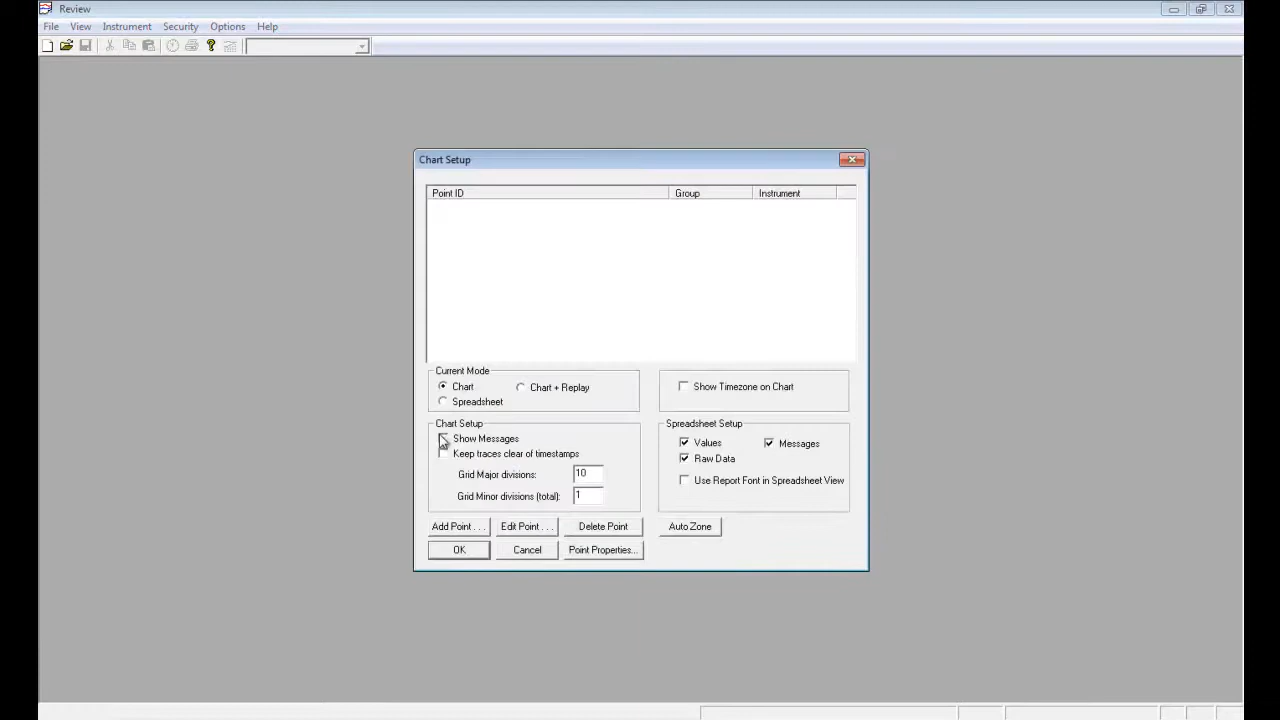 Review
File View Instrument Security Options Help
Chart Setup
Point ID Group Instrument
Current Mode
Chart Chart + Replay
Spreadsheet
Show Timezone on Chart
Chart Setup
Show Messages
Keep traces clear of timestamps
Grid Major divisions: 10
Grid Minor divisions (total): 1
Spreadsheet Setup
Values Messages
Raw Data
Use Report Font in Spreadsheet View
Add Point . . . Edit Point . . . Delete Point Auto Zone
OK Cancel Point Properties...